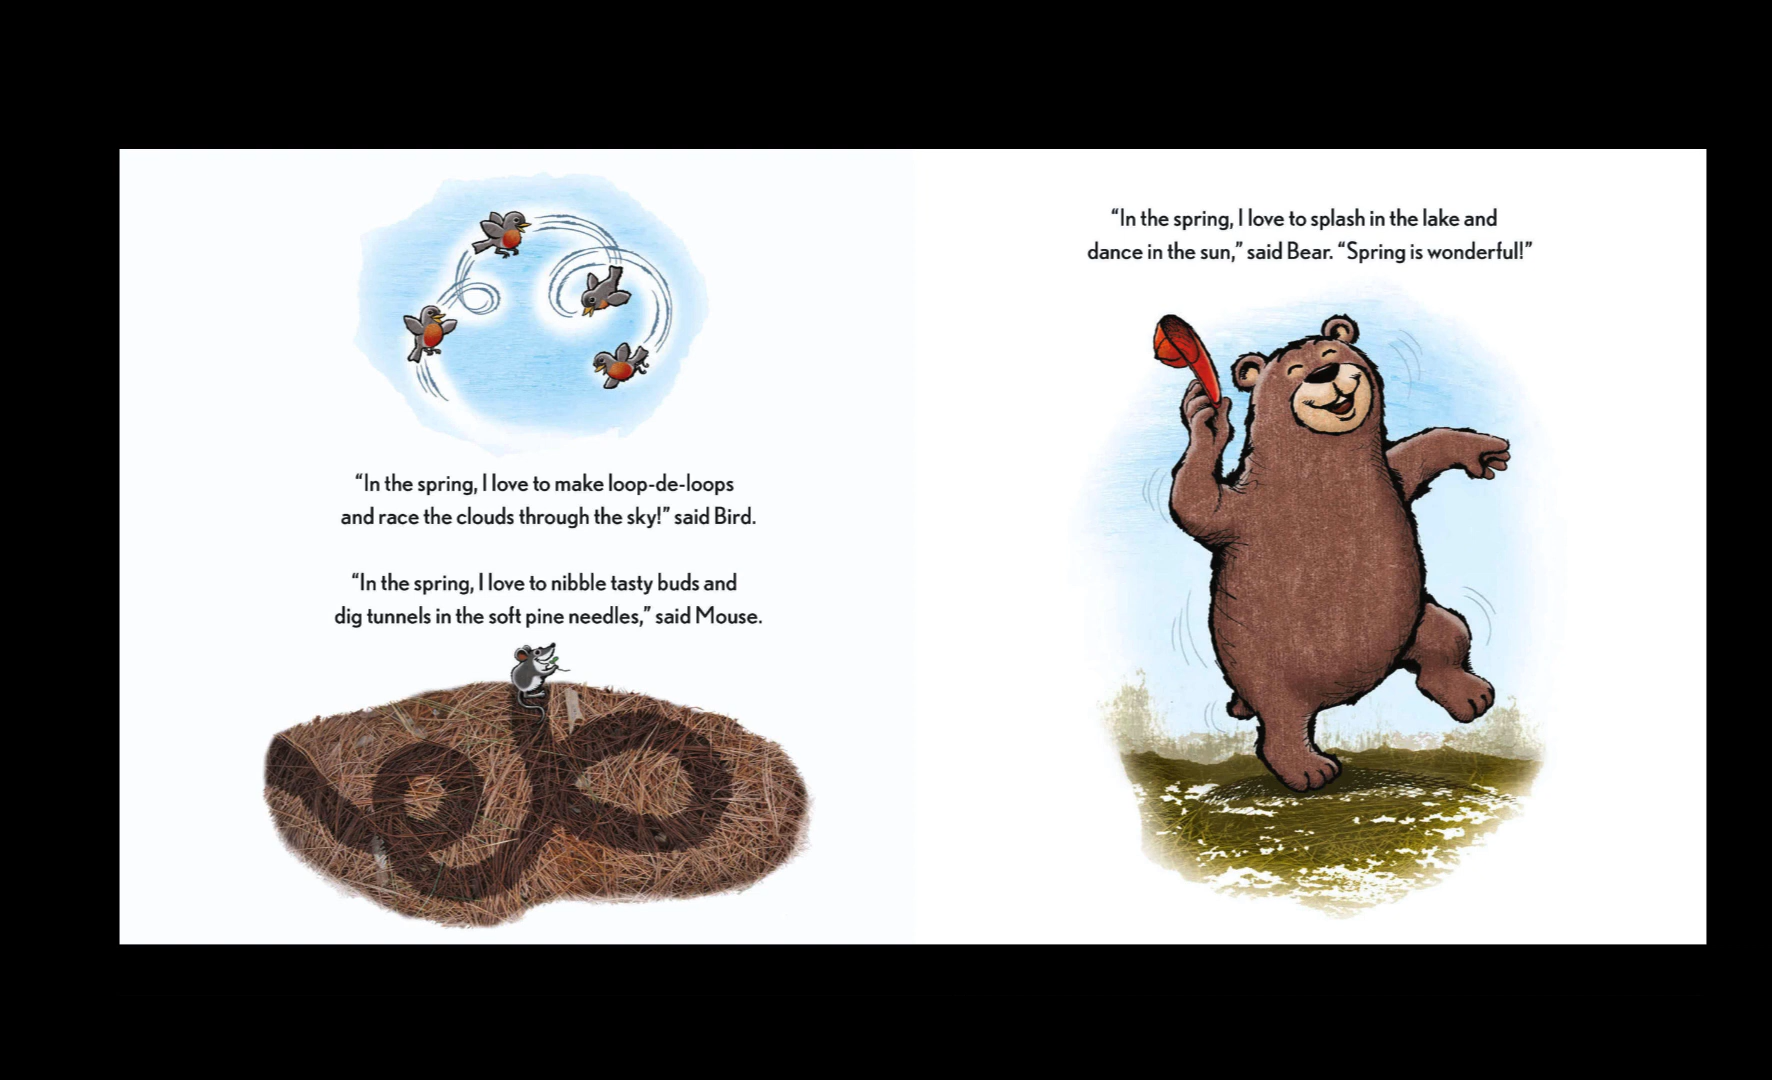 “In the spring, I love to make loop-de-loops
and race the clouds through the sky!” said Bird.
“In the spring, I love to nibble tasty buds and
dig tunnels in the soft pine needles,” said Mouse.
“In the spring, I love to splash in the lake and
dance in the sun,” said Bear. “Spring is wonderful!”